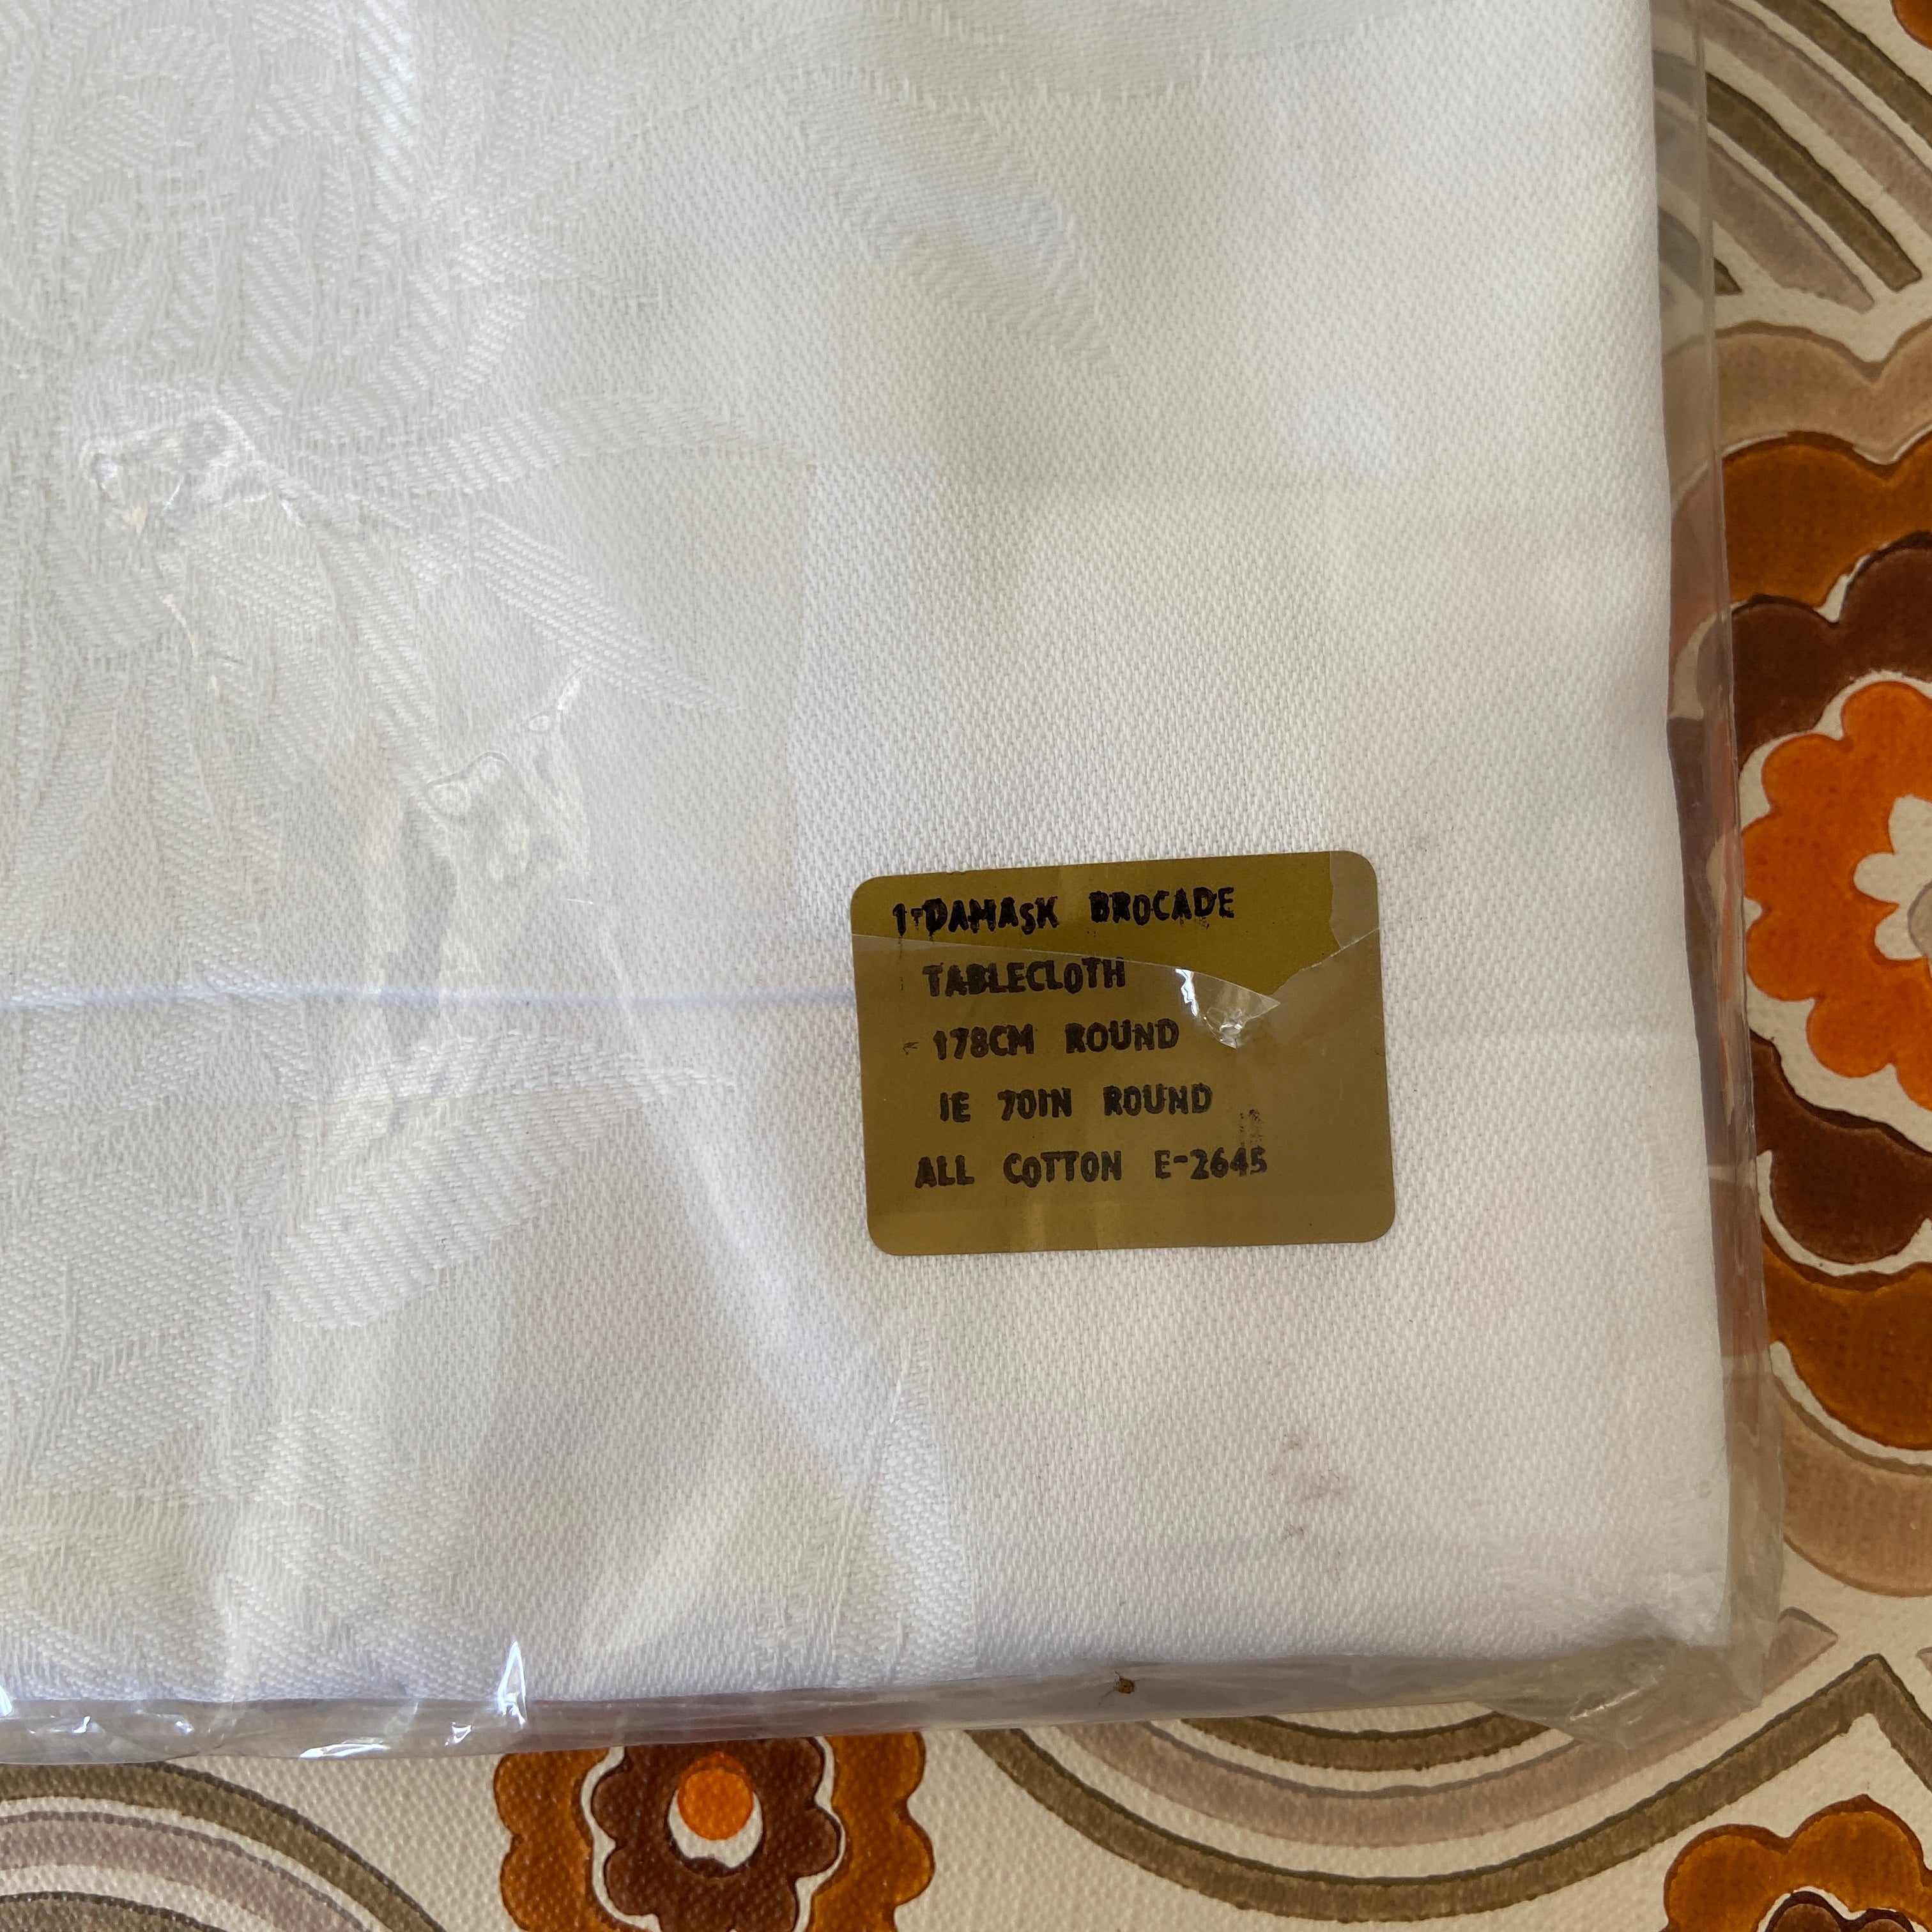 1-DAMASK BROCADE
TABLECLOTH
178CM ROUND
IE 70IN ROUND
ALL COTTON E-2645